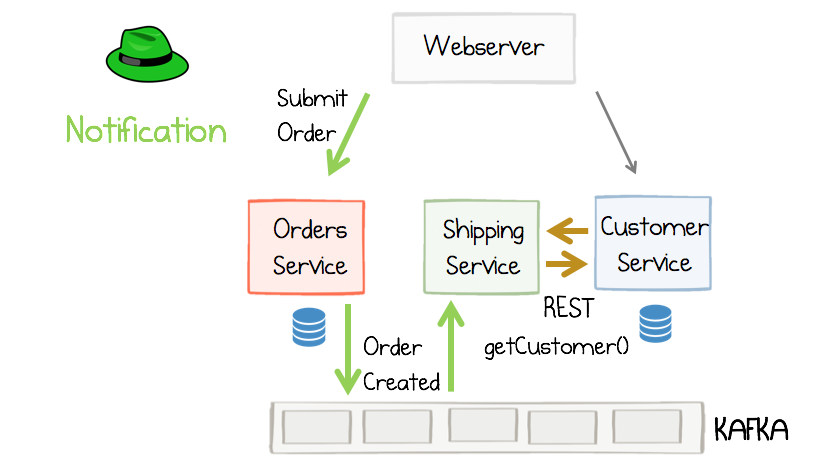 Webserver
Submit
Order
Notification
Orders
Service
Shipping
Service
Customer
Service
REST
getCustomer()
Order
Created
KAFKA